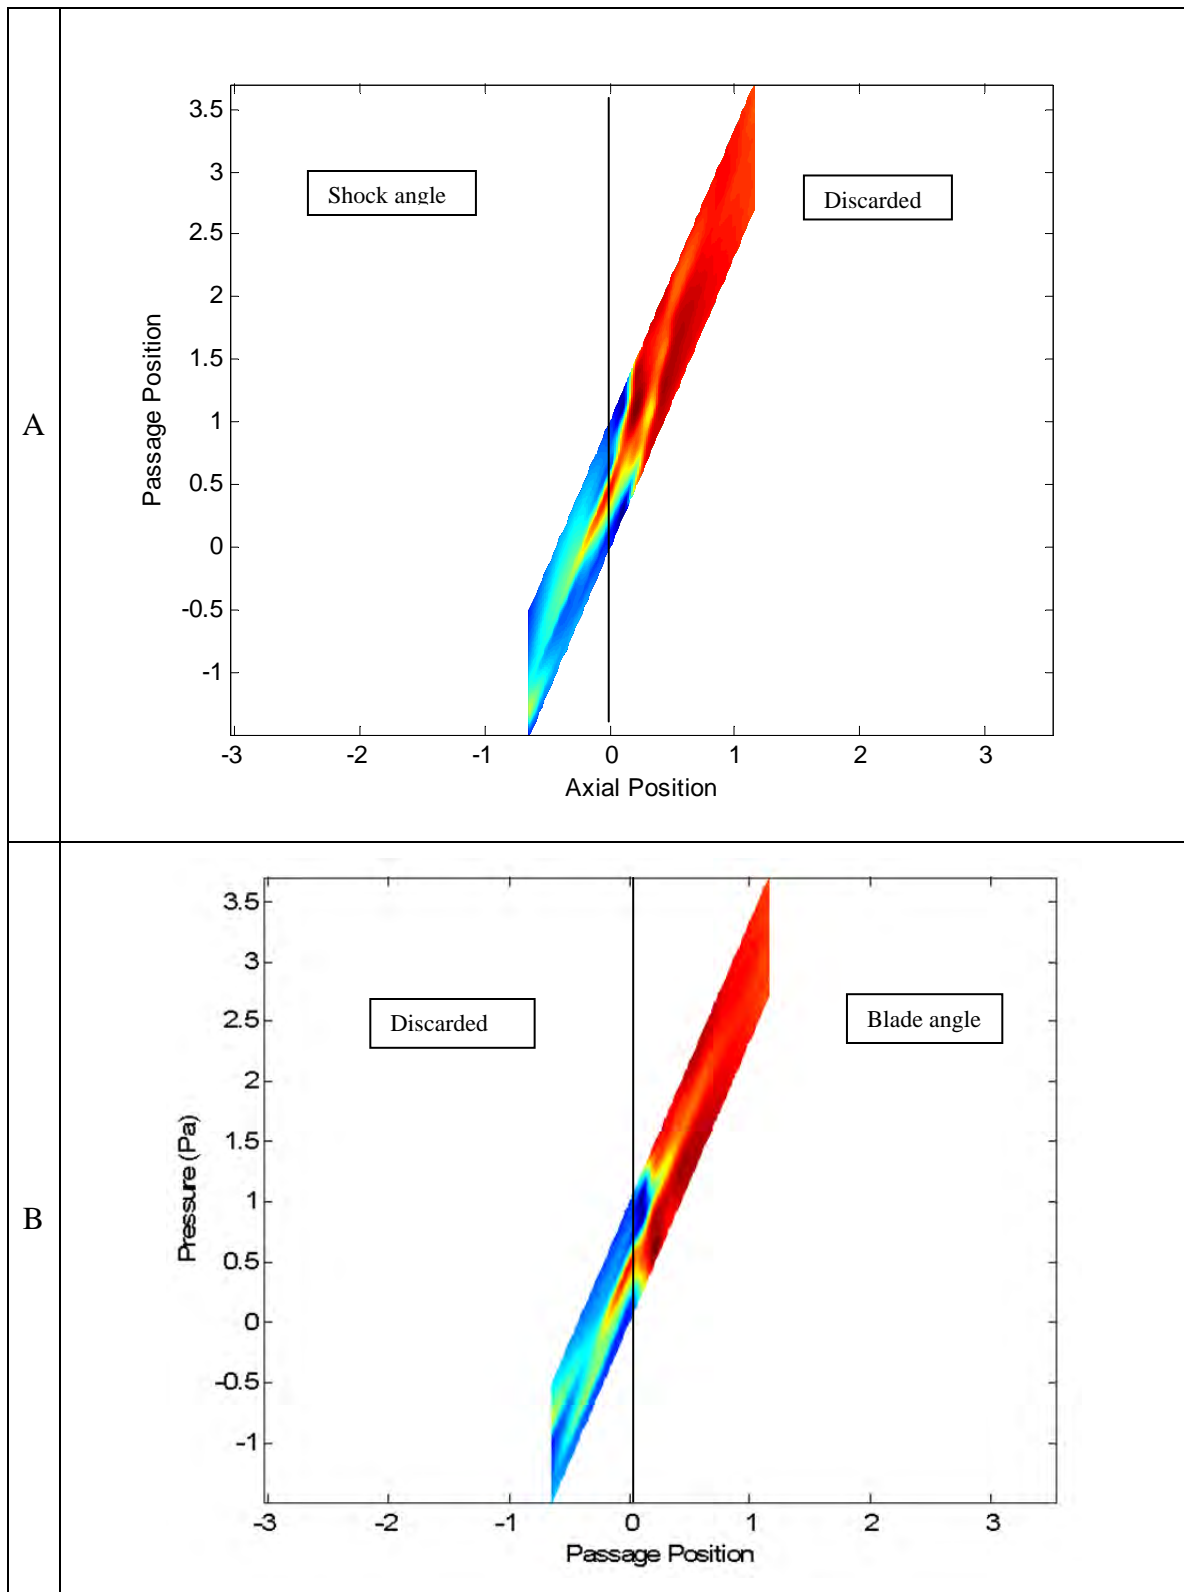 A
3.5
3
2.5
2
1.5
1
0.5
0
-0.5
-1
Passage Position
Shock angle
Discarded
-3 -2 -1 0 1 2 3
Axial Position
B
3.5
3
2.5
2
1.5
1
0.5
0
-0.5
-1
Pressure (Pa)
Discarded
Blade angle
-3 -2 -1 0 1 2 3
Passage Position